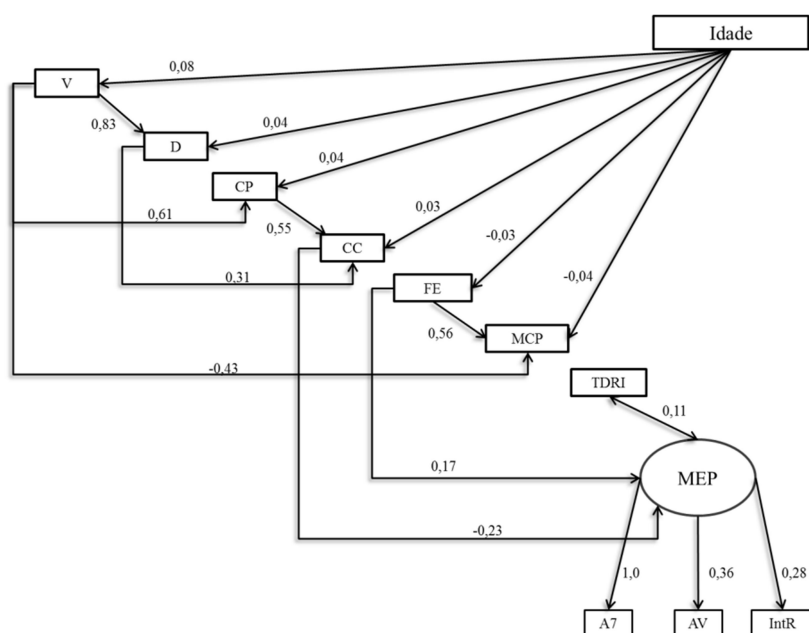 Idade
0,08
V
0,83
0,04
D
0,04
CP
0,61
0,55
0,03
CC
-0,03
0,31
-0,04
FE
0,56
MCP
-0,43
TDRI
0,11
0,17
MEP
-0,23
1,0
0,36
0,28
A7
AV
IntR